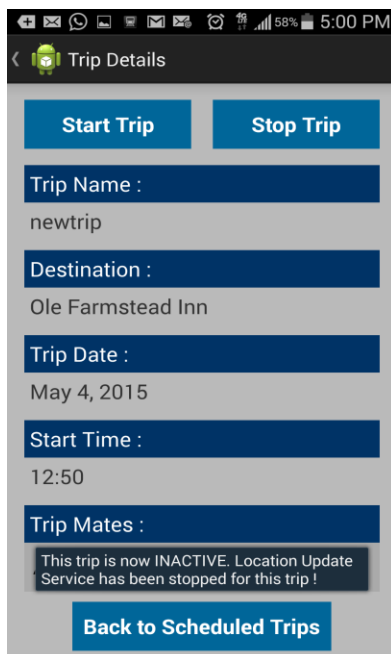 58% 5:00 PM
Trip Details
Start Trip Stop Trip
Trip Name :
newtrip
Destination :
Ole Farmstead Inn
Trip Date :
May 4, 2015
Start Time :
12:50
Trip Mates :
This trip is now INACTIVE. Location Update
Service has been stopped for this trip !
Back to Scheduled Trips